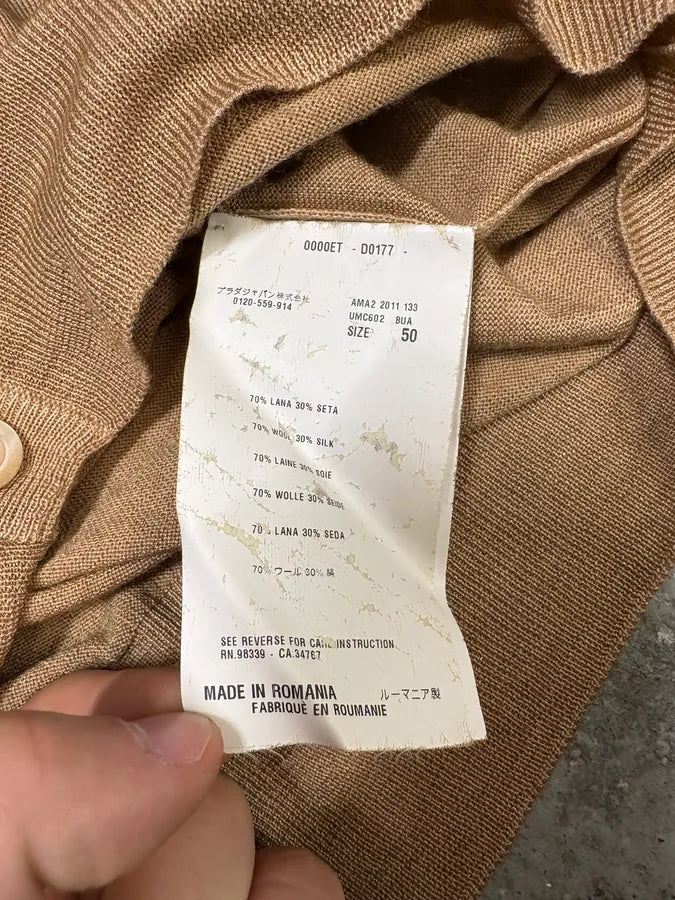 0000ET - D0177 -
プラダジャパン株式会社
0120-559-914
AMA2 2011 133
UMC602 BUA
SIZE 50
70% LANA 30% SETA
70% WOOL 30% SILK
70% LAINE 30% SOIE
70% WOLLE 30% SEIDE
70% LANA 30% SEDA
70% ウール 30% 絹
SEE REVERSE FOR CARE INSTRUCTION
RN.98339 - CA.34767
MADE IN ROMANIA
ルーマニア製
FABRIQUÈ EN ROUMANIE